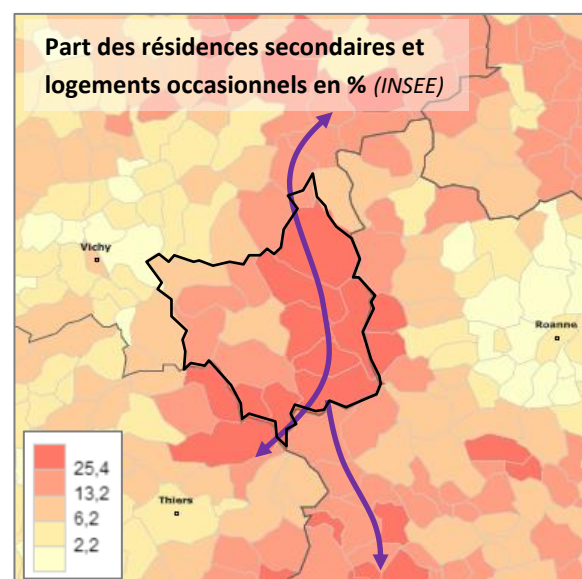 Part des résidences secondaires et
logements occasionnels en % (INSEE)
Vichy
Roanne
Thiers
25,4
13,2
6,2
2,2